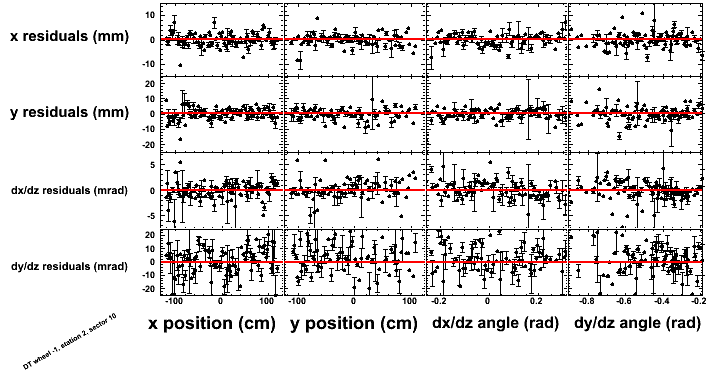 x residuals (mm)
10
0
-10
y residuals (mm)
20
10
0
-10
-20
dx/dz residuals (mrad)
5
0
-5
dy/dz residuals (mrad)
20
10
0
-10
-20
-100 0 100 -100 0 100 -0.2 0 0.2 -0.8 -0.6 -0.4 -0.2
x position (cm) y position (cm) dx/dz angle (rad) dy/dz angle (rad)
DT wheel -1, station 2, sector 10